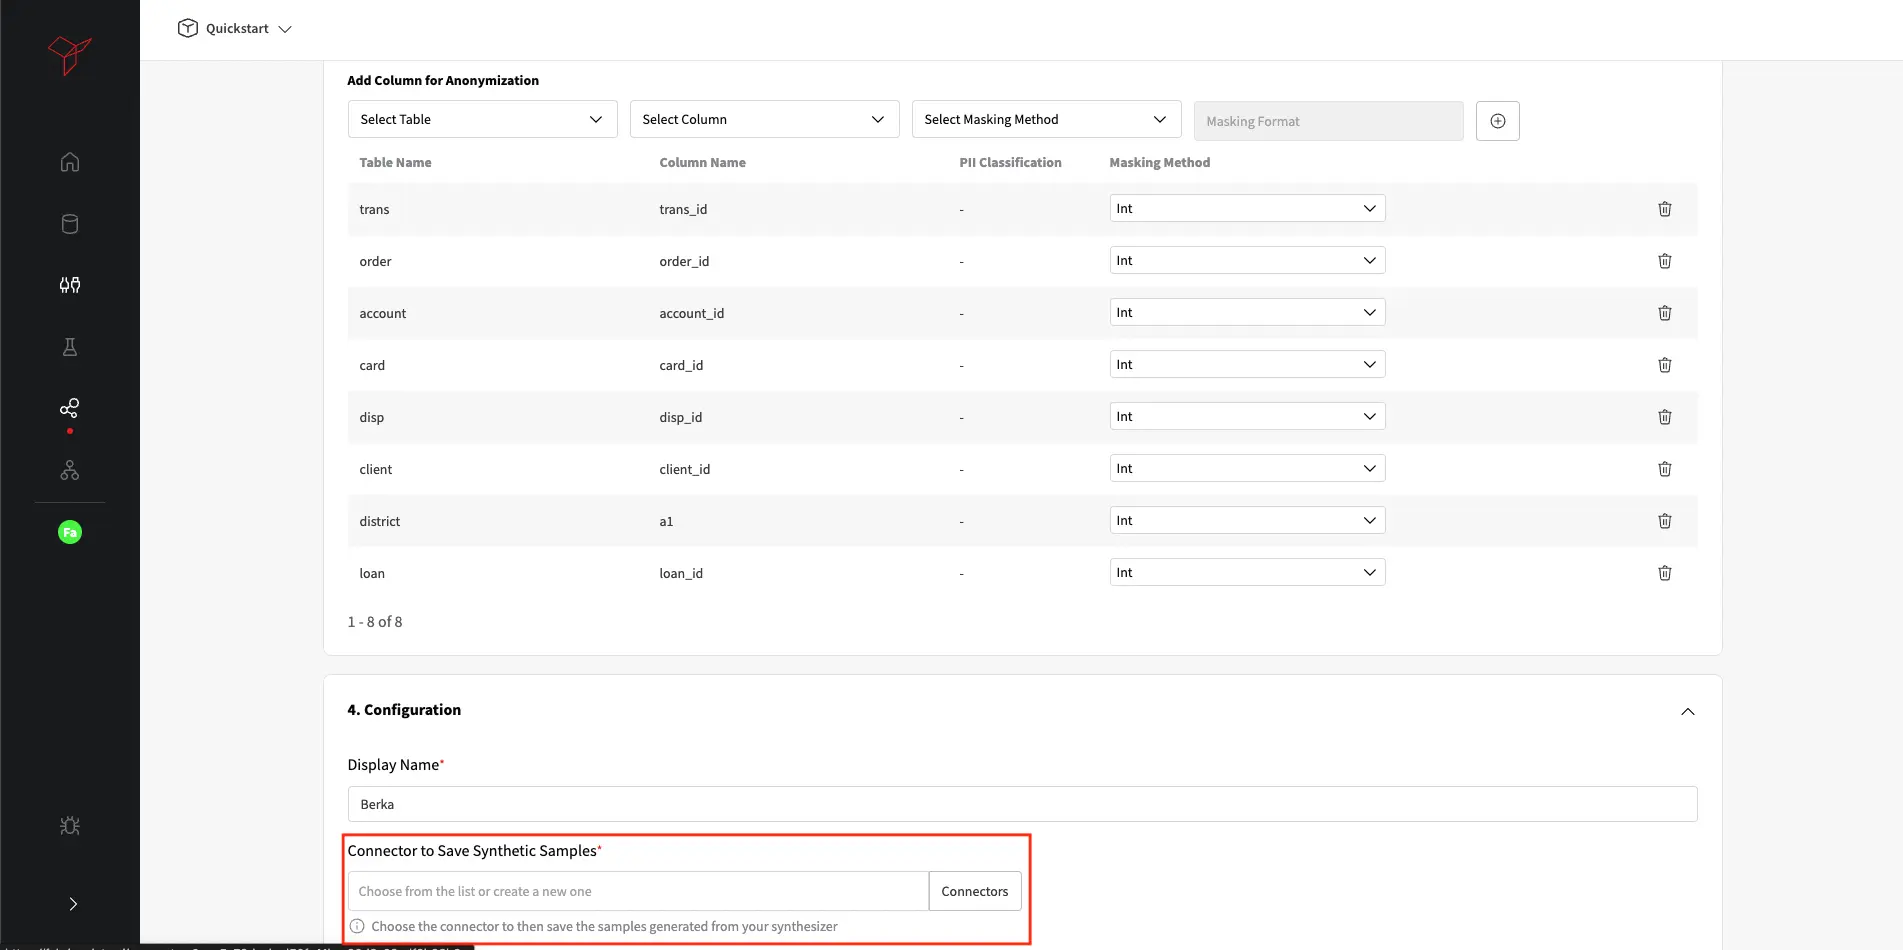 Quickstart
Add Column for Anonymization
Select Table Select Column Select Masking Method Masking Format
Table Name Column Name PII Classification Masking Method
trans trans_id - Int
order order_id - Int
account account_id - Int
card card_id - Int
disp disp_id - Int
client client_id - Int
district a1 - Int
loan loan_id - Int
1 - 8 of 8
Fa
4. Configuration
Display Name*
Berka
Connector to Save Synthetic Samples*
Choose from the list or create a new one Connectors
Choose the connector to then save the samples generated from your synthesizer